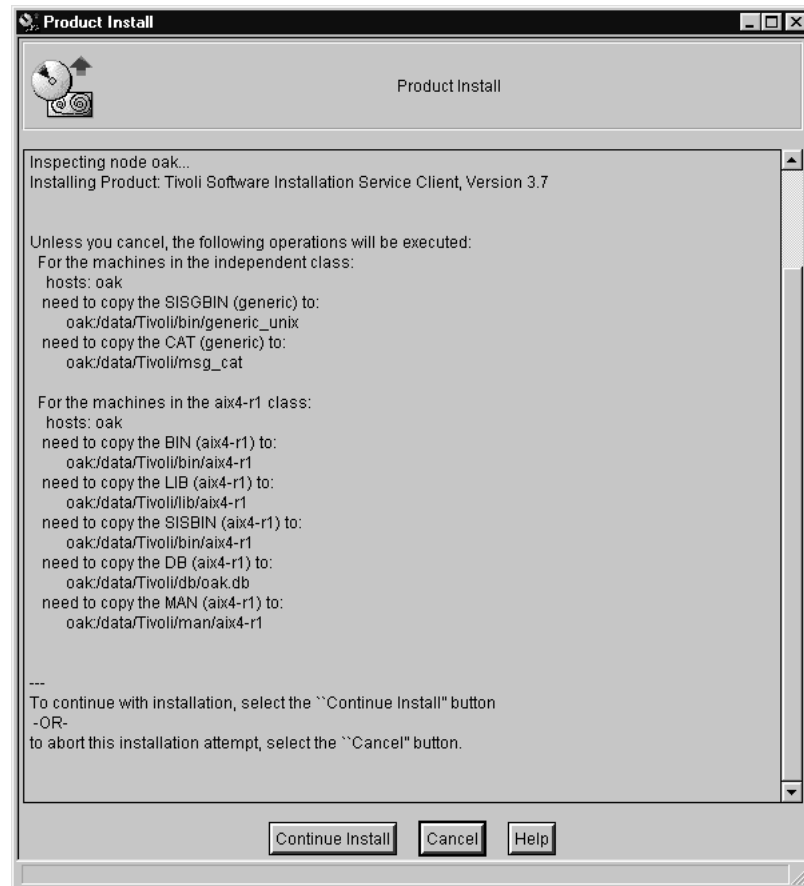 Product Install
Product Install
Inspecting node oak...
Installing Product: Tivoli Software Installation Service Client, Version 3.7
Unless you cancel, the following operations will be executed:
For the machines in the independent class:
hosts: oak
need to copy the SISGBIN (generic) to:
oak:/data/Tivoli/bin/generic_unix
need to copy the CAT (generic) to:
oak:/data/Tivoli/msg_cat
For the machines in the aix4-r1 class:
hosts: oak
need to copy the BIN (aix4-r1) to:
oak:/data/Tivoli/bin/aix4-r1
need to copy the LIB (aix4-r1) to:
oak:/data/Tivoli/lib/aix4-r1
need to copy the SISBIN (aix4-r1) to:
oak:/data/Tivoli/bin/aix4-r1
need to copy the DB (aix4-r1) to:
oak:/data/Tivoli/db/oak.db
need to copy the MAN (aix4-r1) to:
oak:/data/Tivoli/man/aix4-r1
---
To continue with installation, select the ``Continue Install'' button
-OR-
to abort this installation attempt, select the ``Cancel'' button.
Continue Install Cancel Help